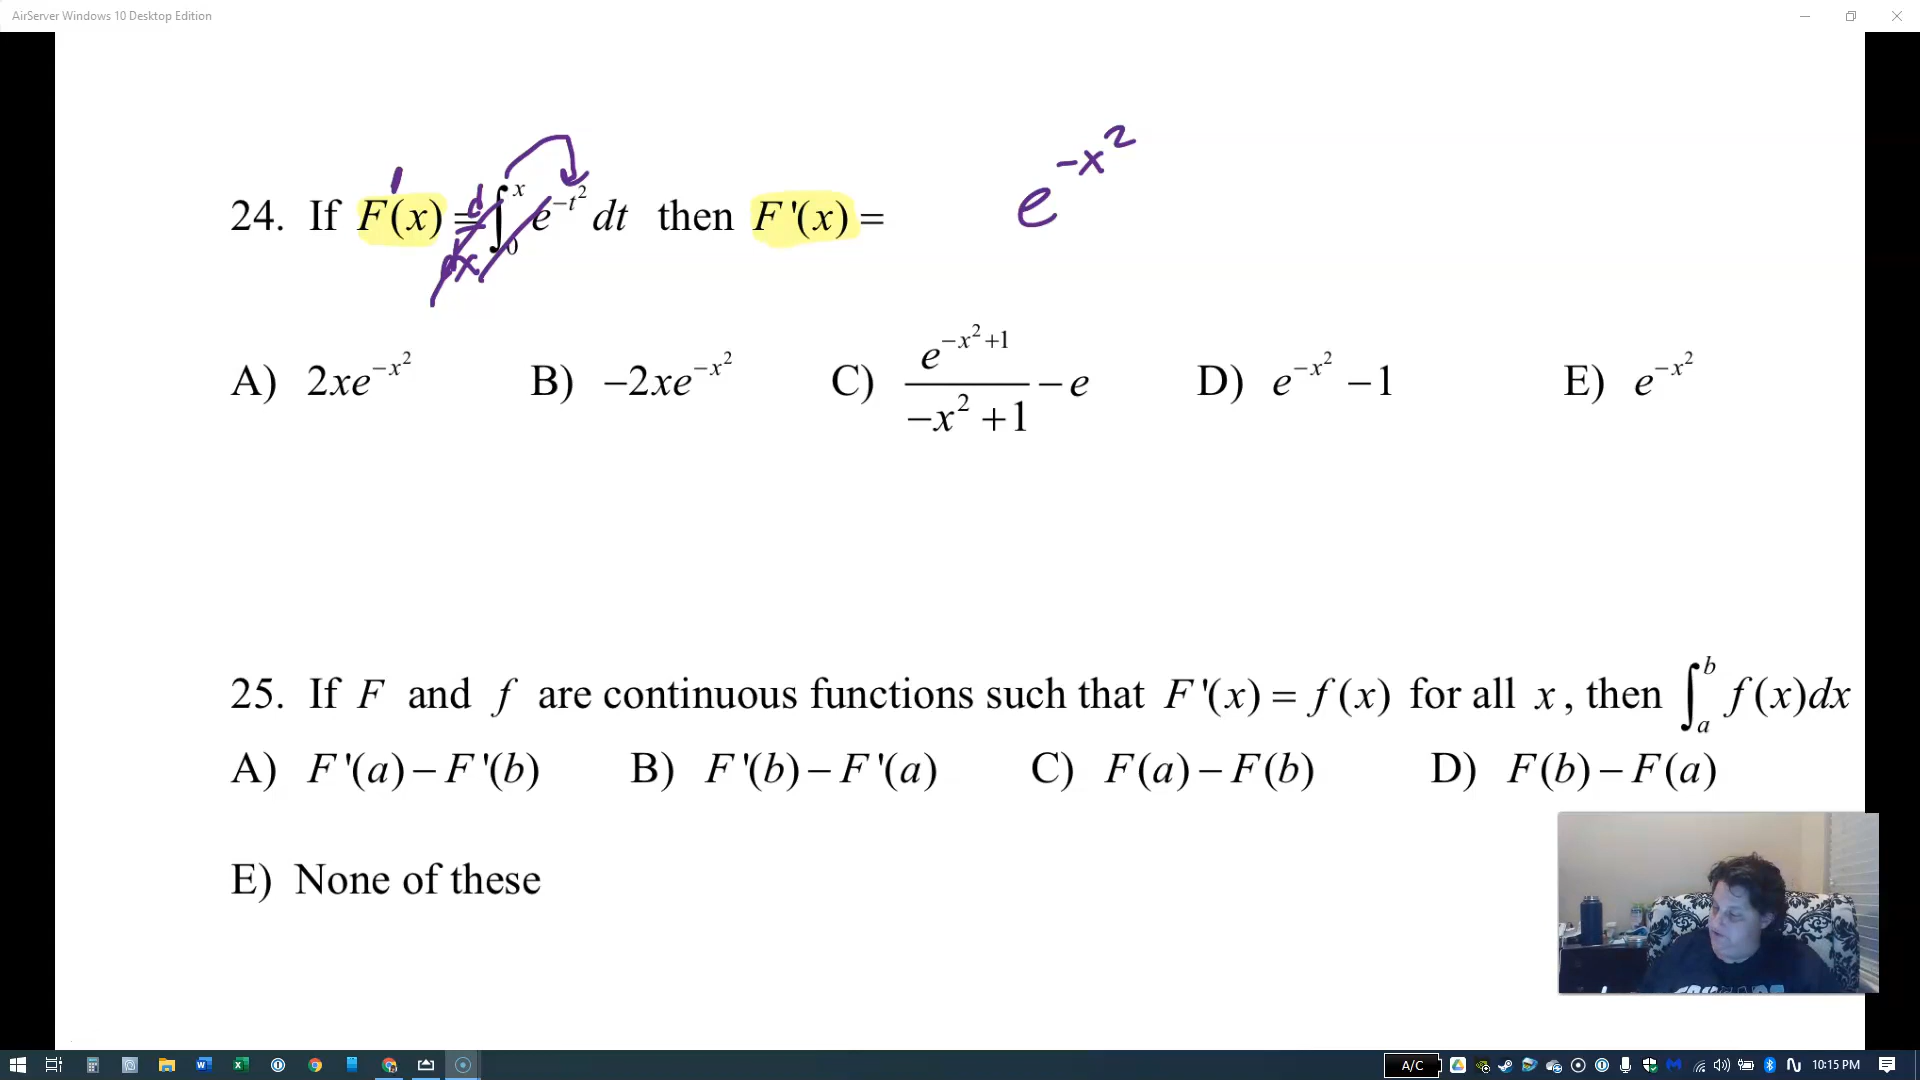 AirServer Windows 10 Desktop Edition
24. If F'(x) = d/dx ∫₀ˣ e^{-t²} dt then F'(x) = e^{-x²}
A) 2xe^{-x²} B) −2xe^{-x²} C) \frac{e^{-x²+1}}{-x²+1} − e D) e^{-x²} − 1 E) e^{-x²}
25. If F and f are continuous functions such that F'(x) = f(x) for all x, then ∫ₐᵇ f(x)dx
A) F'(a) − F'(b) B) F'(b) − F'(a) C) F(a) − F(b) D) F(b) − F(a)
E) None of these
A/C 10:15 PM